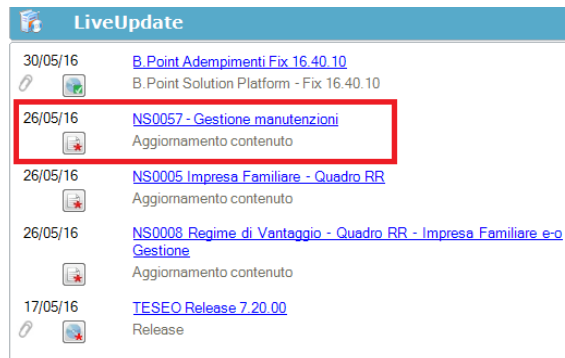 LiveUpdate
30/05/16 B.Point Adempimenti Fix 16.40.10
B.Point Solution Platform - Fix 16.40.10
26/05/16 NS0057 - Gestione manutenzioni
Aggiornamento contenuto
26/05/16 NS0005 Impresa Familiare - Quadro RR
Aggiornamento contenuto
26/05/16 NS0008 Regime di Vantaggio - Quadro RR - Impresa Familiare e-o
Gestione
Aggiornamento contenuto
17/05/16 TESEO Release 7.20.00
Release